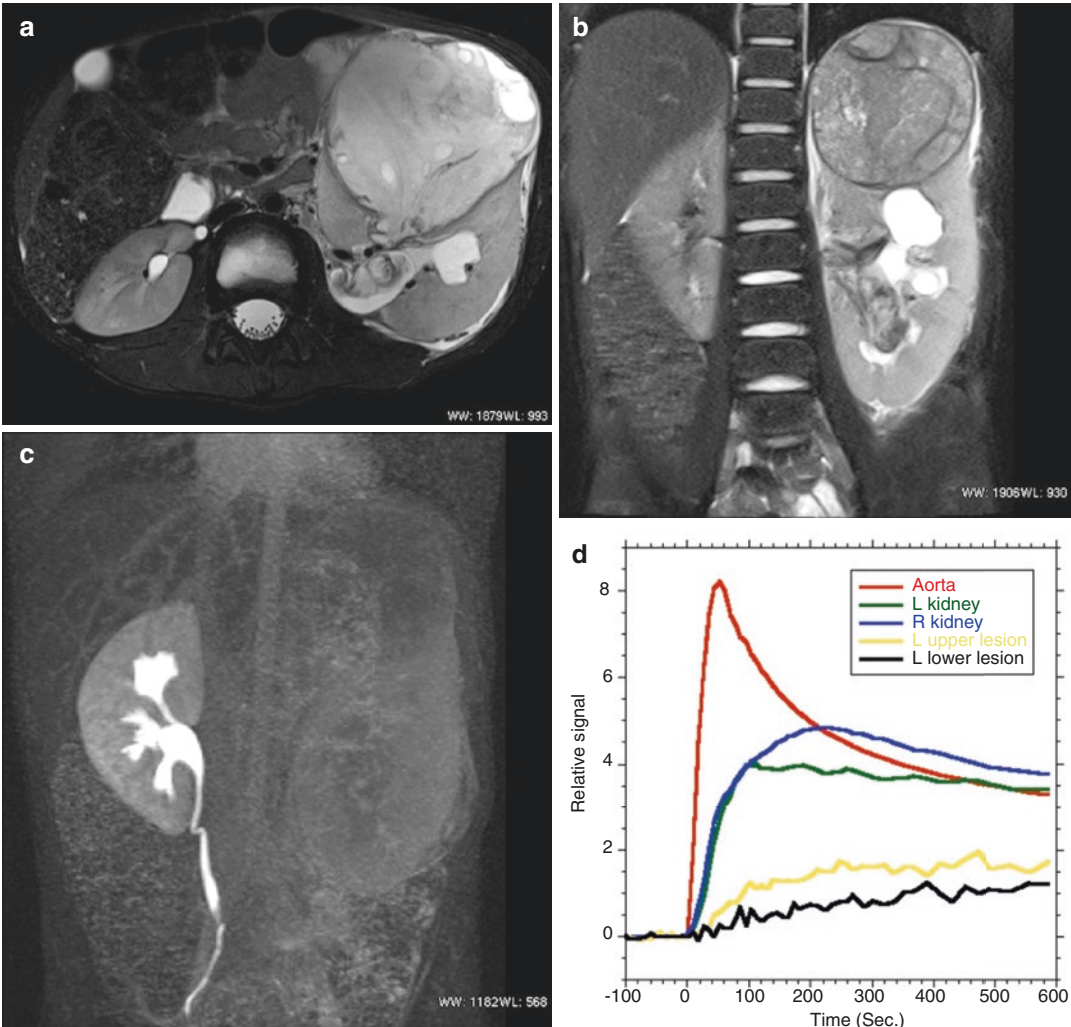 a
WW: 1879WL: 993
b
WW: 1906WL: 930
c
WW: 1182WL: 568
d
Aorta
L kidney
R kidney
L upper lesion
L lower lesion
Relative signal
8
6
4
2
0
-100 0 100 200 300 400 500 600
Time (Sec.)